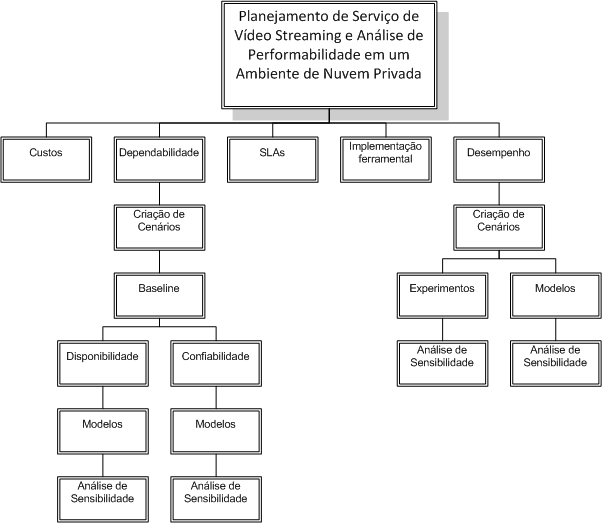 Planejamento de Serviço de
Vídeo Streaming e Análise de
Performabilidade em um
Ambiente de Nuvem Privada
Custos
Dependabilidade
SLAs
Implementação
ferramental
Desempenho
Criação de
Cenários
Criação de
Cenários
Baseline
Experimentos
Modelos
Disponibilidade
Confiabilidade
Análise de
Sensibilidade
Análise de
Sensibilidade
Modelos
Modelos
Análise de
Sensibilidade
Análise de
Sensibilidade